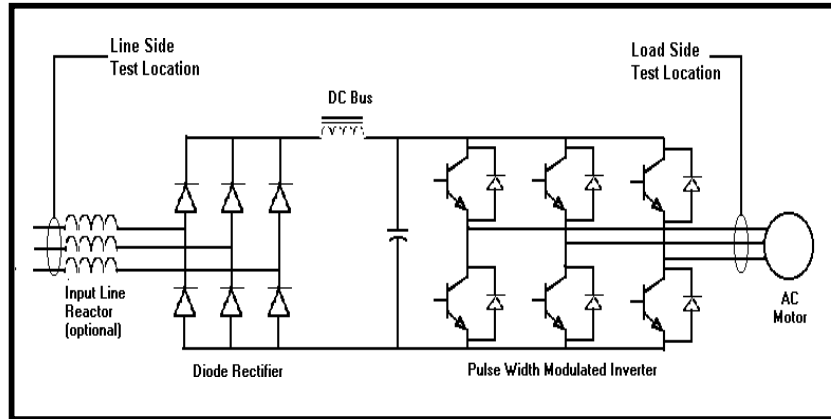 Line Side
Test Location
Load Side
Test Location
DC Bus
Input Line
Reactor
(optional)
AC
Motor
Diode Rectifier
Pulse Width Modulated Inverter